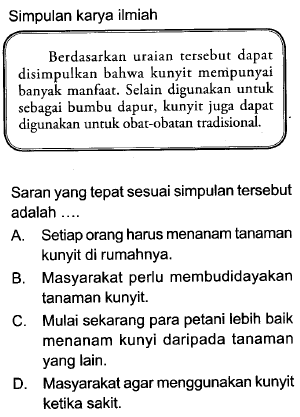 Simpulan karya ilmiah
Berdasarkan uraian tersebut dapat
disimpulkan bahwa kunyit mempunyai
banyak manfaat. Selain digunakan untuk
sebagai bumbu dapur, kunyit juga dapat
digunakan untuk obat-obatan tradisional.
Saran yang tepat sesuai simpulan tersebut
adalah ....
A. Setiap orang harus menanam tanaman
kunyit di rumahnya.
B. Masyarakat perlu membudidayakan
tanaman kunyit.
C. Mulai sekarang para petani lebih baik
menanam kunyi daripada tanaman
yang lain.
D. Masyarakat agar menggunakan kunyit
ketika sakit.